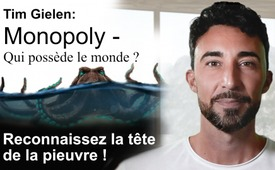 Tim Gielen:
Monopoly -
Qui possède le monde ?
Reconnaissez la tête
de la pieuvre !